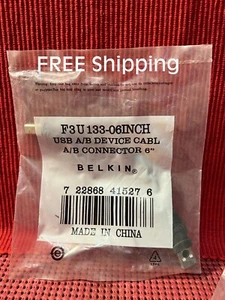 FREE Shipping
F3U133-06INCH
USB A/B DEVICE CABL
A/B CONNECTOR 6"
BELKIN®
7 22868 41527 6
MADE IN CHINA